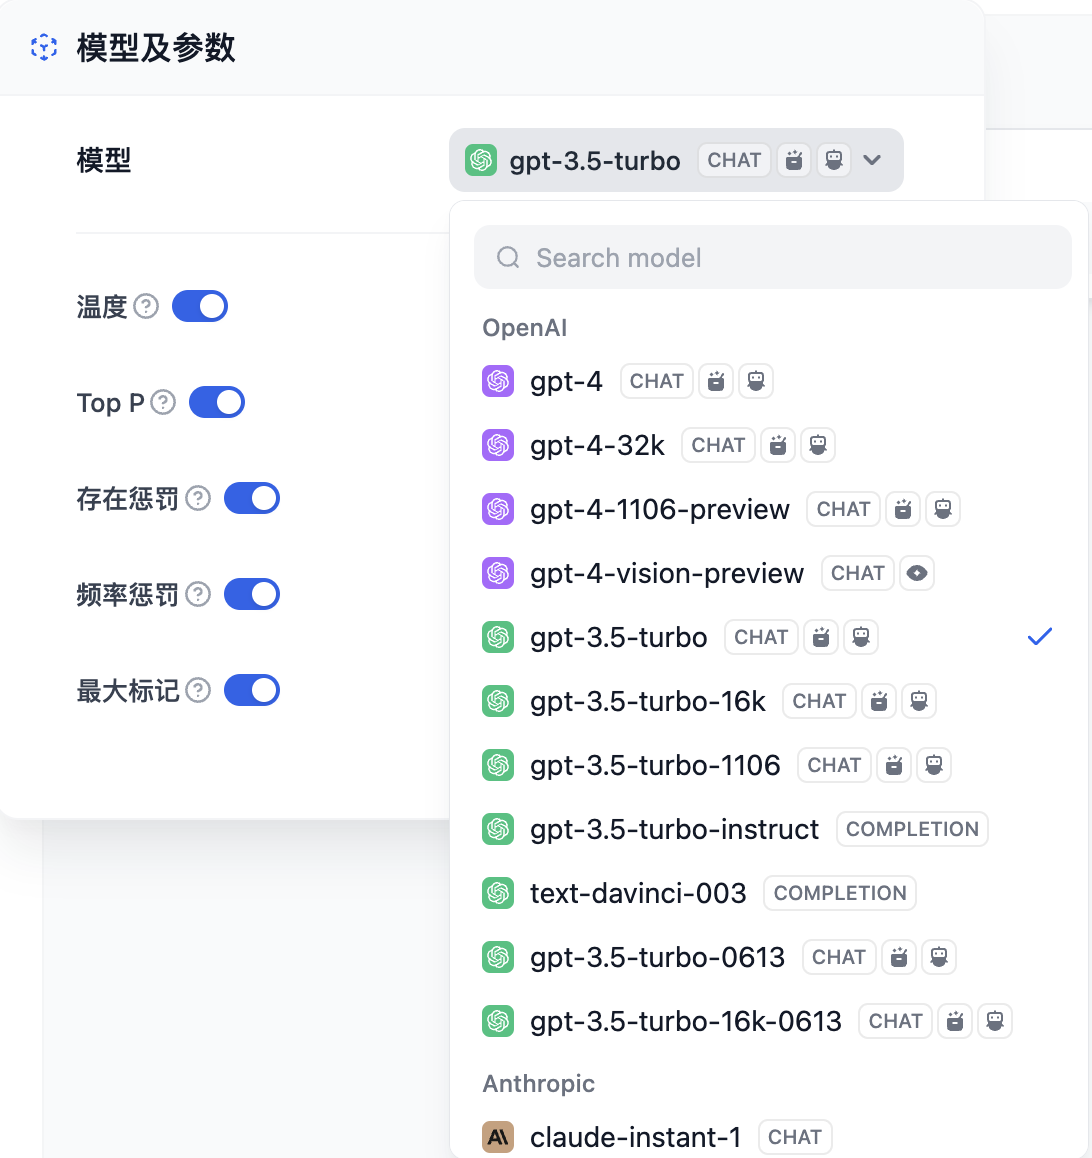 模型及参数
模型
gpt-3.5-turbo CHAT
Search model
OpenAI
gpt-4 CHAT
温度
gpt-4-32k CHAT
Top P
gpt-4-1106-preview CHAT
存在惩罚
gpt-4-vision-preview CHAT
频率惩罚
gpt-3.5-turbo CHAT
最大标记
gpt-3.5-turbo-16k CHAT
gpt-3.5-turbo-1106 CHAT
gpt-3.5-turbo-instruct COMPLETION
text-davinci-003 COMPLETION
gpt-3.5-turbo-0613 CHAT
gpt-3.5-turbo-16k-0613 CHAT
Anthropic
claude-instant-1 CHAT